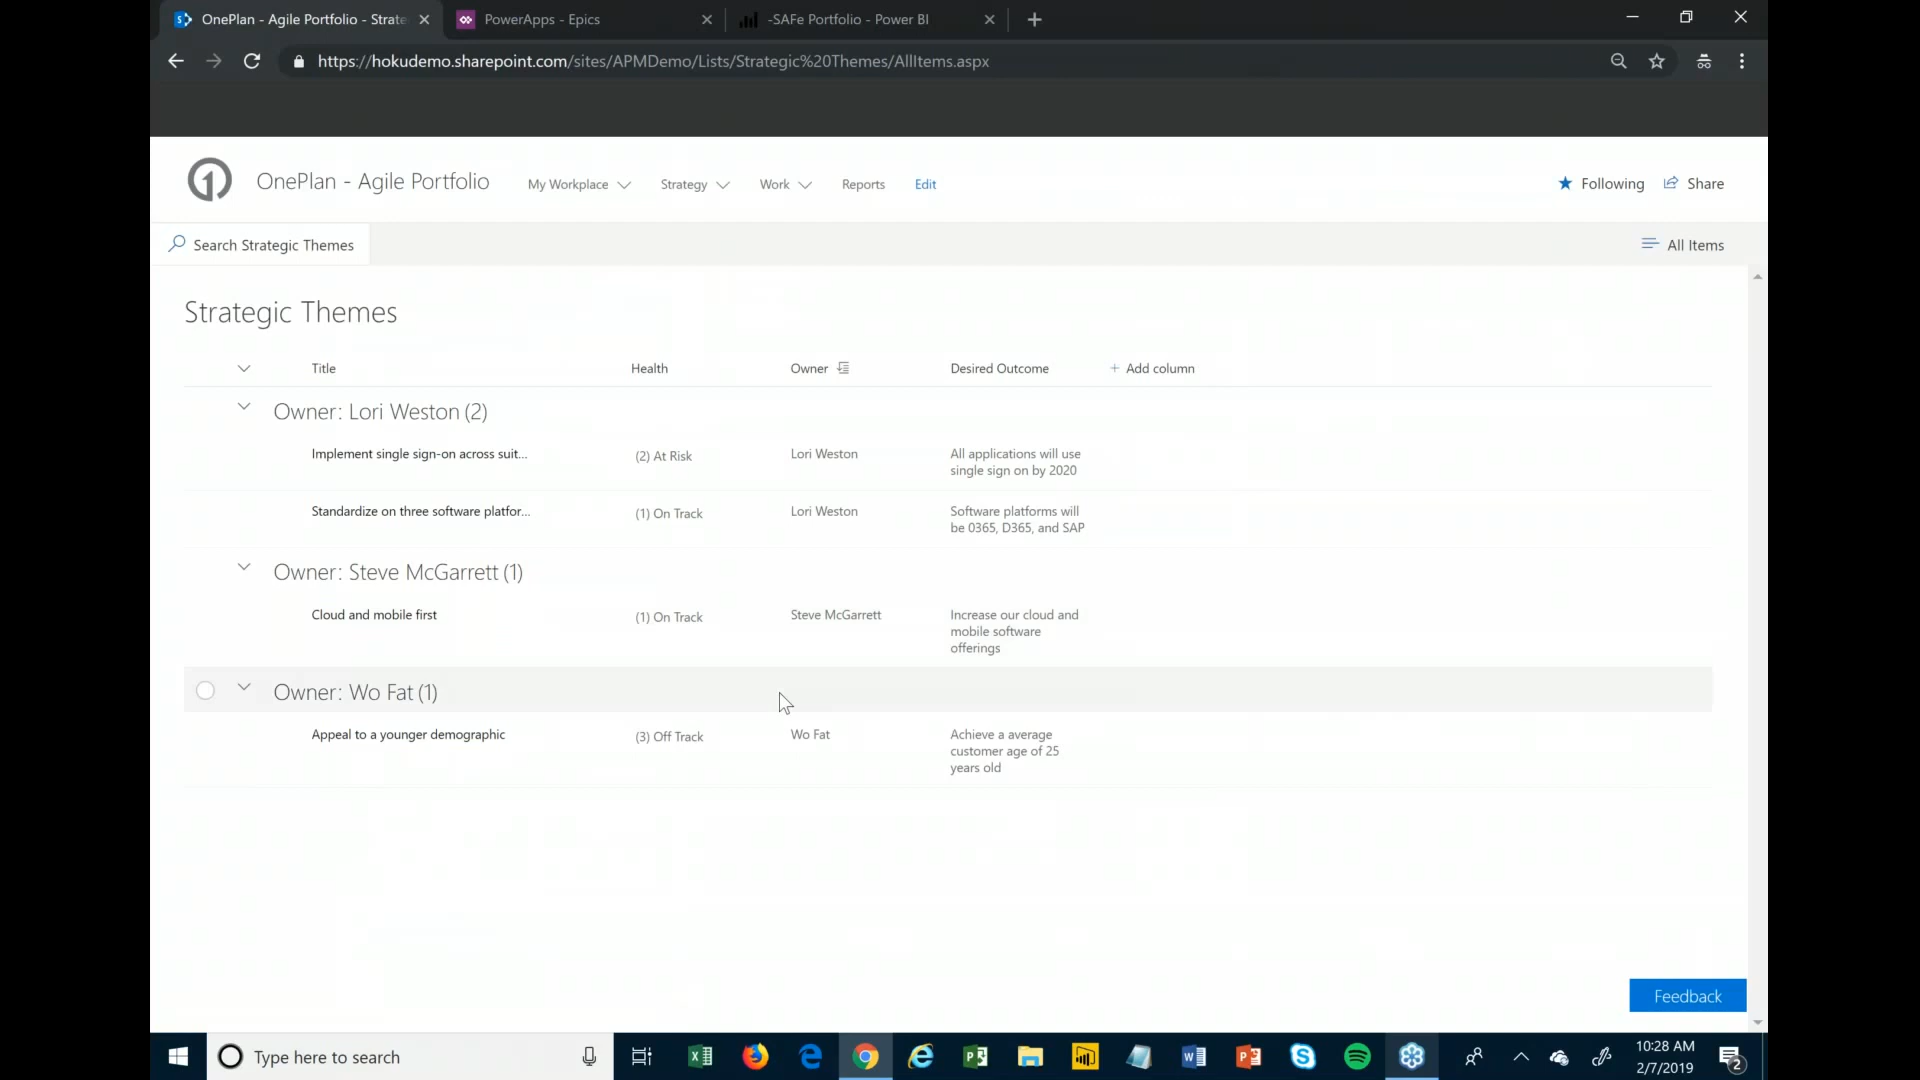 OnePlan - Agile Portfolio - Strate
PowerApps - Epics
-SAFe Portfolio - Power BI
https://hokudemo.sharepoint.com/sites/APMDemo/Lists/Strategic%20Themes/AllItems.aspx
OnePlan - Agile Portfolio
My Workplace
Strategy
Work
Reports
Edit
Following
Share
Search Strategic Themes
All Items
Strategic Themes
Title
Health
Owner
Desired Outcome
+ Add column
Owner: Lori Weston (2)
Implement single sign-on across suit...
(2) At Risk
Lori Weston
All applications will use
single sign on by 2020
Standardize on three software platfor...
(1) On Track
Lori Weston
Software platforms will
be 0365, D365, and SAP
Owner: Steve McGarrett (1)
Cloud and mobile first
(1) On Track
Steve McGarrett
Increase our cloud and
mobile software
offerings
Owner: Wo Fat (1)
Appeal to a younger demographic
(3) Off Track
Wo Fat
Achieve a average
customer age of 25
years old
Feedback
Type here to search
10:28 AM
2/7/2019
2